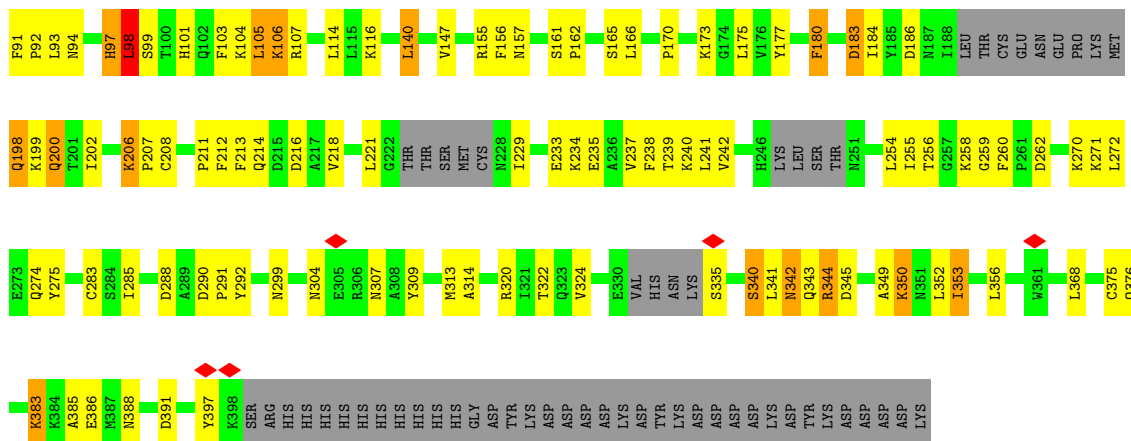 F91 P92 L93 N94 H97 L98 S99 T100 H101 Q102 F103 K104 L105 K106 R107 L114 L115 K116 L140 V147 R155 F156 N157 S161 P162 S165 L166 P170 K173 G174 L175 V176 Y177 F180 D183 I184 Y185 D186 N187 I188 LEU THR CYS GLU ASN GLU PRO LYS MET
Q198 K199 Q200 T201 I202 K206 P207 C208 P211 F212 F213 Q214 D215 D216 A217 V218 L221 G222 THR THR SER MET CYS N228 I229 E233 K234 E235 A236 V237 F238 T239 K240 L241 V242 H246 LYS LEU SER THR N251 L254 I255 T256 G257 K258 G259 F260 P261 D262 K270 K271 L272
E273 Q274 Y275 C283 S284 I285 D288 A289 D290 P291 Y292 N299 N304 E305 R306 N307 A308 Y309 M313 A314 R320 I321 T322 Q323 V324 E330 VAL HIS ASN LYS S335 S340 L341 N342 Q343 R344 D345 A349 K350 N351 L352 I353 L356 W361 L368 C375 Q376
K383 K384 A385 E386 M387 N388 D391 Y397 K398 SER ARG HIS HIS HIS HIS HIS HIS HIS HIS HIS HIS GLY ASP TYR LYS ASP ASP ASP ASP LYS ASP TYR LYS ASP ASP ASP ASP LYS ASP TYR LYS ASP ASP ASP ASP LYS